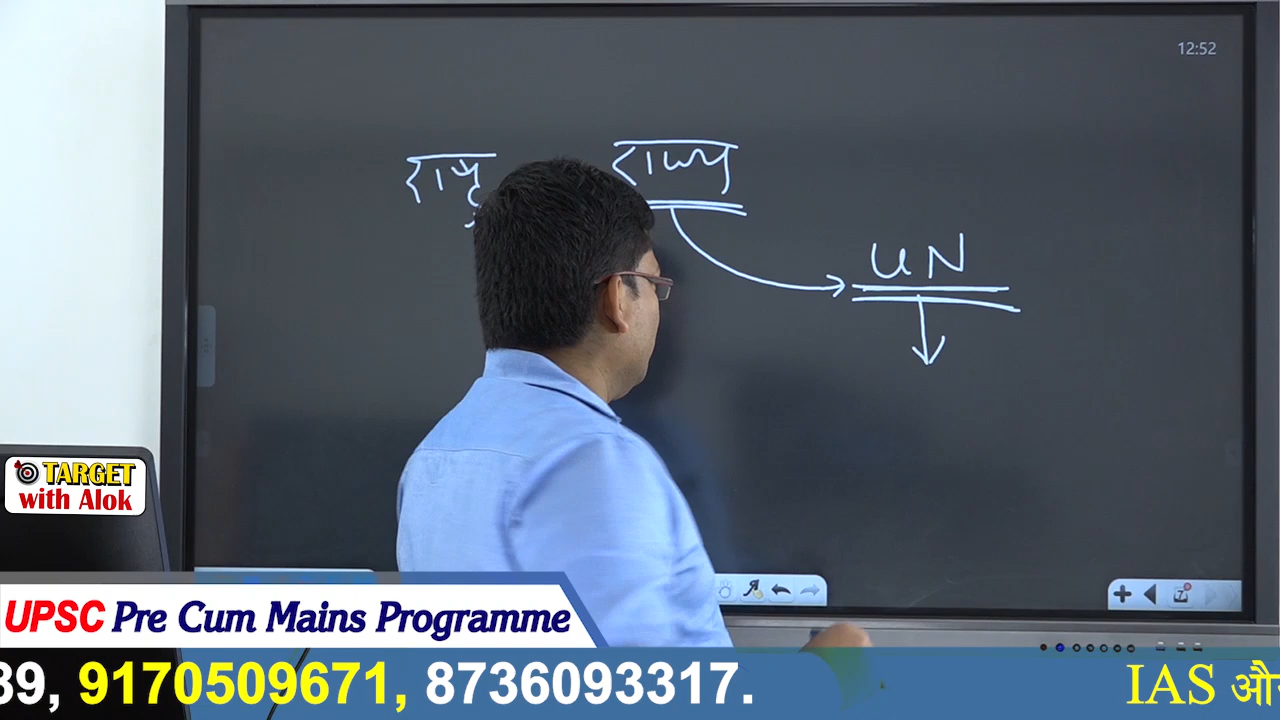 12:52
राष्ट्र राज्य
UN
TARGET
with Alok
UPSC Pre Cum Mains Programme
39, 9170509671, 8736093317.
IAS औ